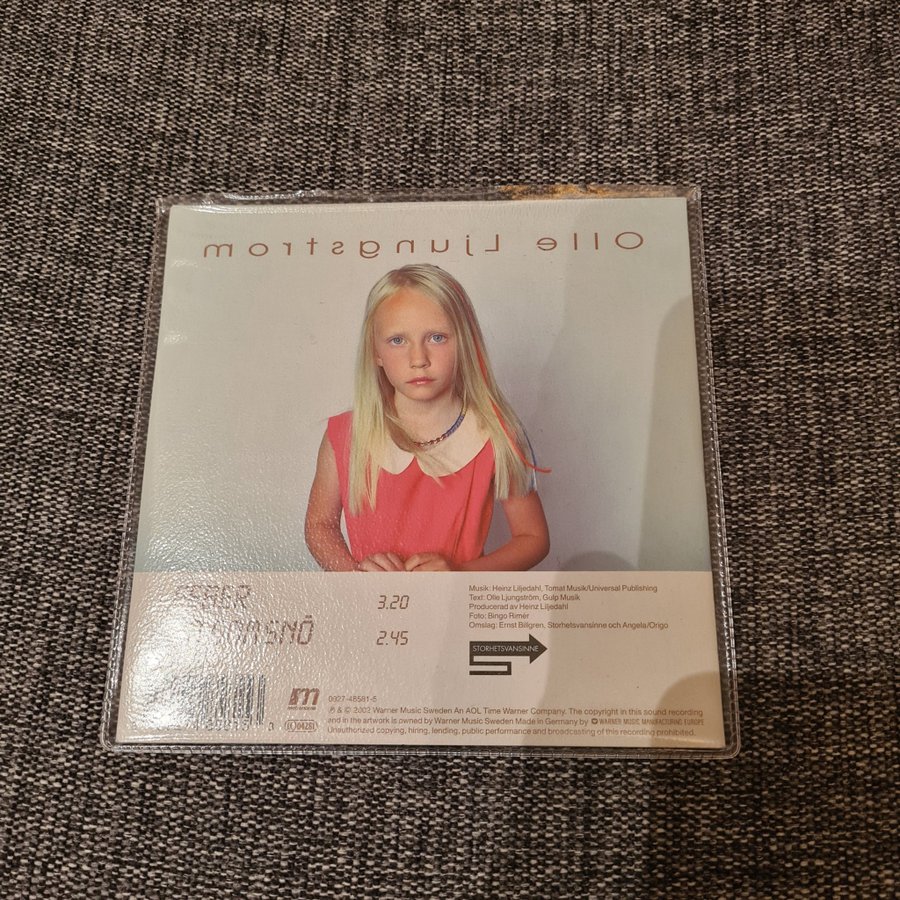 Olle Ljungstrom
3.20
SNÖ 2.45
Musik: Heinz Liljedahl, Tomat Musik/Universal Publishing
Text: Olle Ljungström, Gulp Musik
Producerad av Heinz Liljedahl
Foto: Bingo Rimér
Omslag: Ernst Billgren, Storhetsvansinne och Angela/Origo
STORHETSVANSINNE
0927-48581-5
℗ & © 2002 Warner Music Sweden An AOL Time Warner Company. The copyright in this sound recording
and in the artwork is owned by Warner Music Sweden Made in Germany by WARNER MUSIC MANUFACTURING EUROPE
Unauthorized copying, hiring, lending, public performance and broadcasting of this recording prohibited.